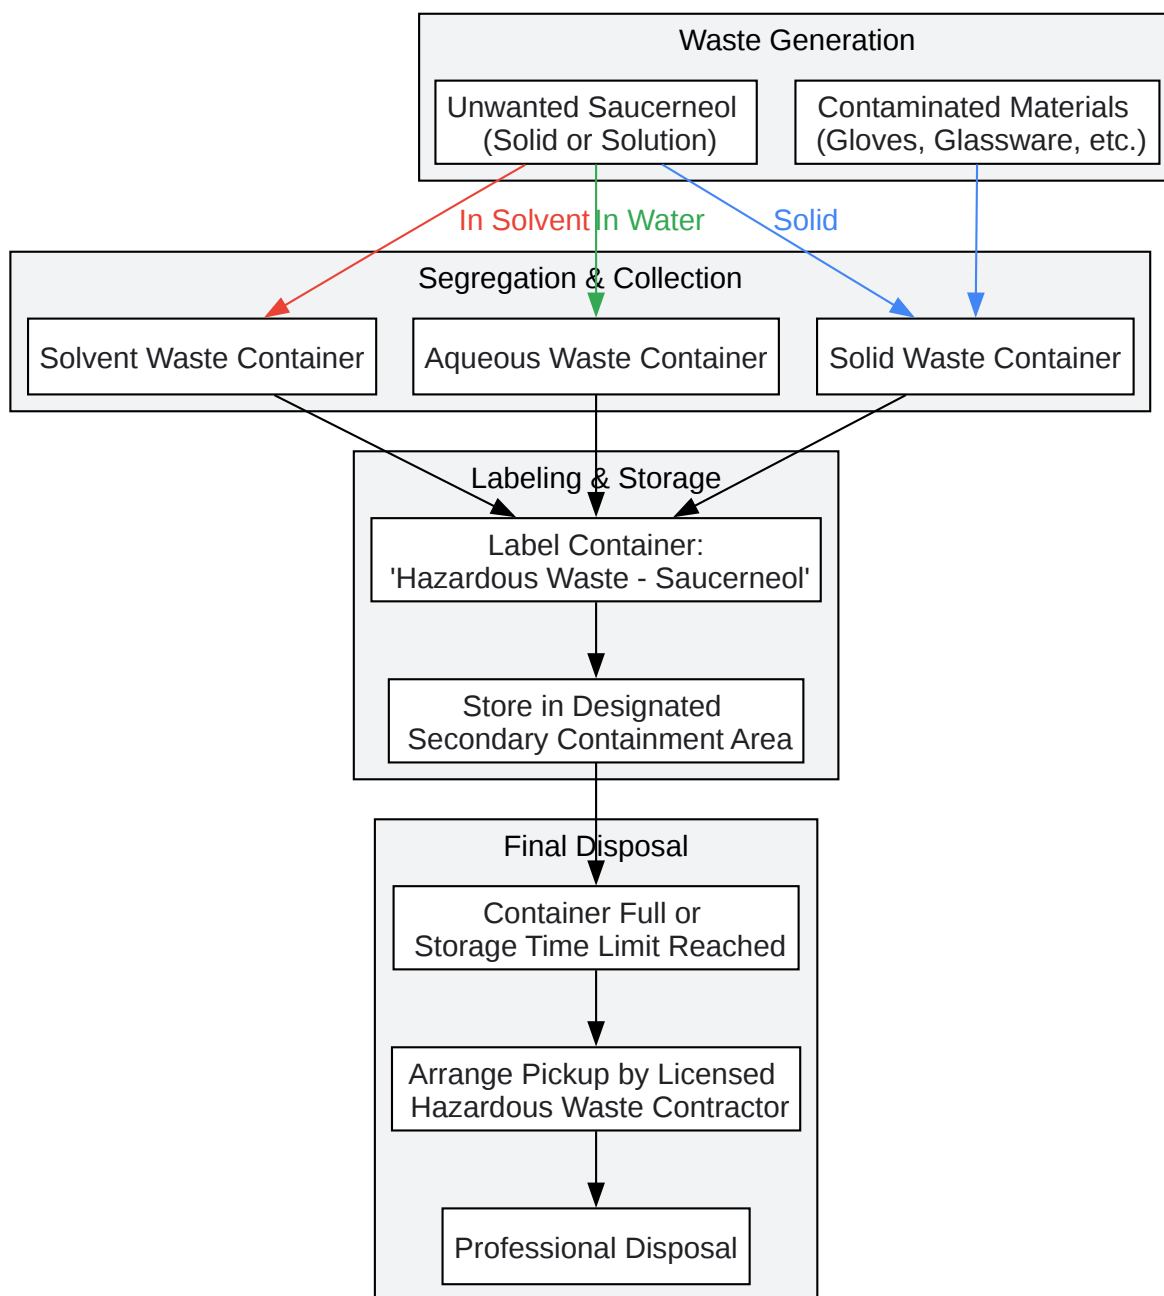 Waste Generation
Unwanted Saucerneol
(Solid or Solution)
Contaminated Materials
(Gloves, Glassware, etc.)
In Solvent
In Water
Solid
Segregation & Collection
Solvent Waste Container
Aqueous Waste Container
Solid Waste Container
Labeling & Storage
Label Container:
'Hazardous Waste - Saucerneol'
Store in Designated
Secondary Containment Area
Final Disposal
Container Full or
Storage Time Limit Reached
Arrange Pickup by Licensed
Hazardous Waste Contractor
Professional Disposal